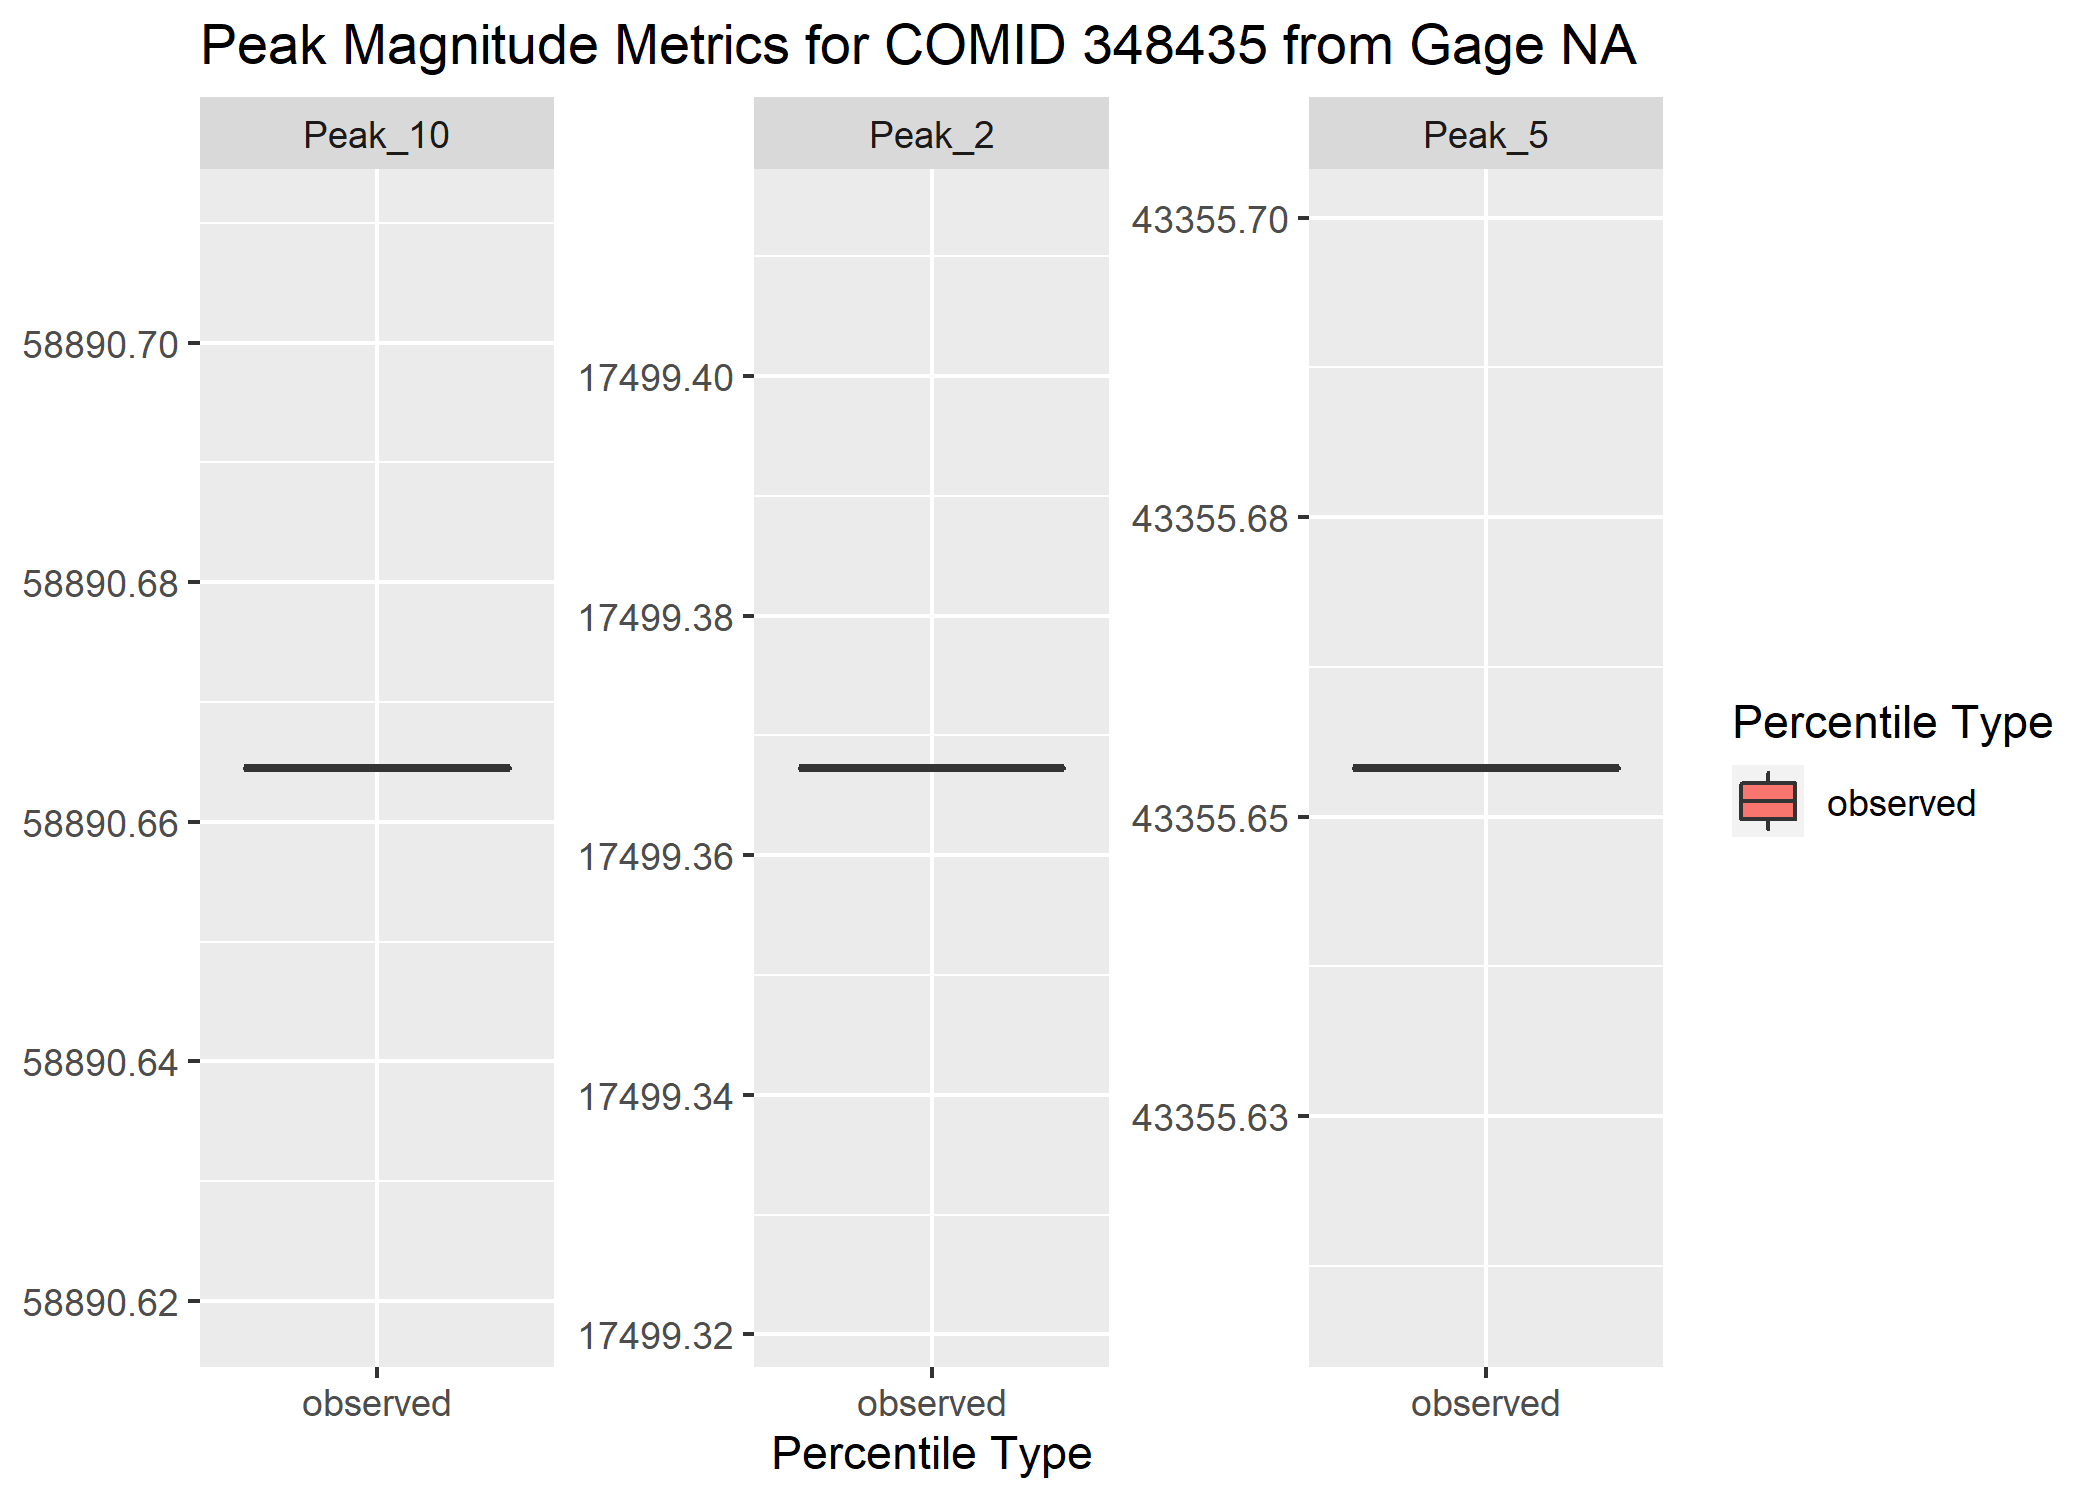 Peak Magnitude Metrics for COMID 348435 from Gage NA
Peak_10
Peak_2
Peak_5
58890.70
58890.68
58890.66
58890.64
58890.62
17499.40
17499.38
17499.36
17499.34
17499.32
43355.70
43355.68
43355.65
43355.63
observed
observed
observed
Percentile Type
Percentile Type
observed